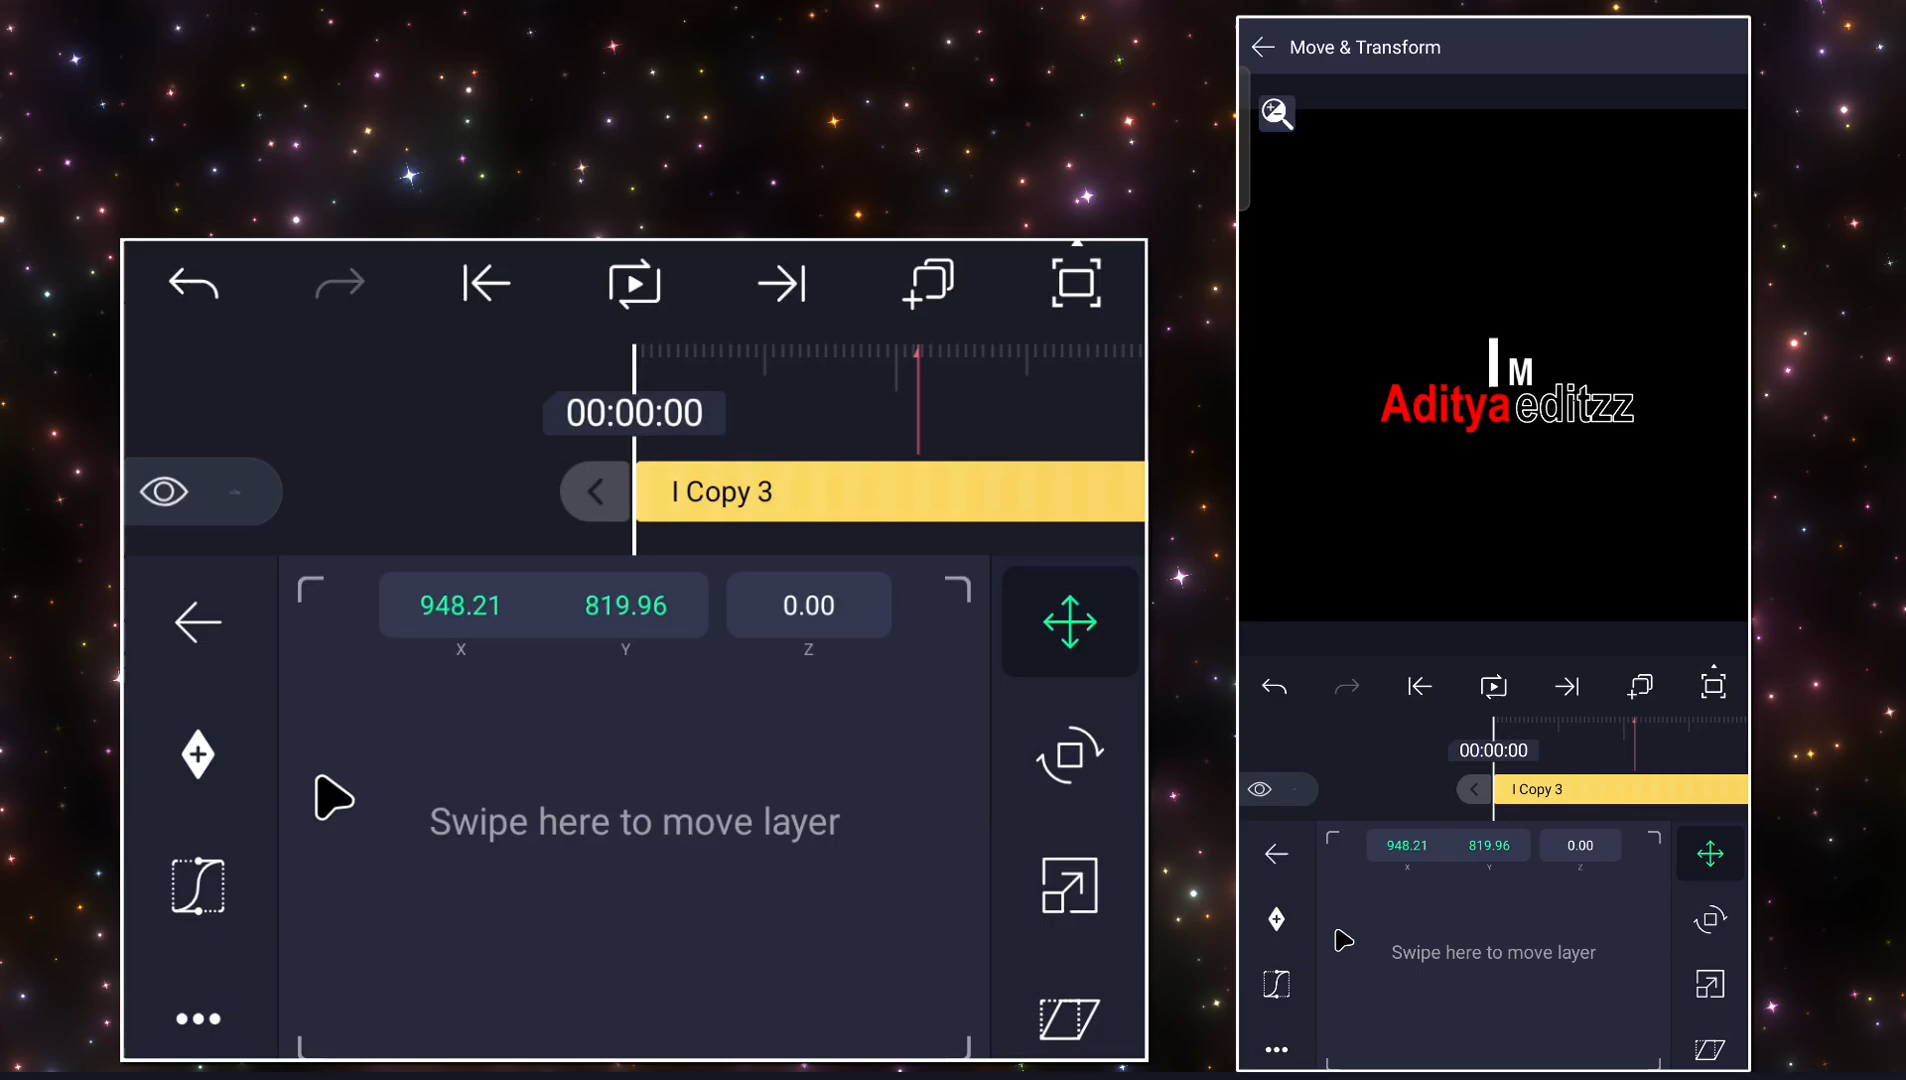 00:00:00
I Copy 3
948.21 819.96 0.00
X Y Z
Swipe here to move layer
Move & Transform
I M
Aditya editzz
00:00:00
I Copy 3
948.21 819.96 0.00
X Y Z
Swipe here to move layer